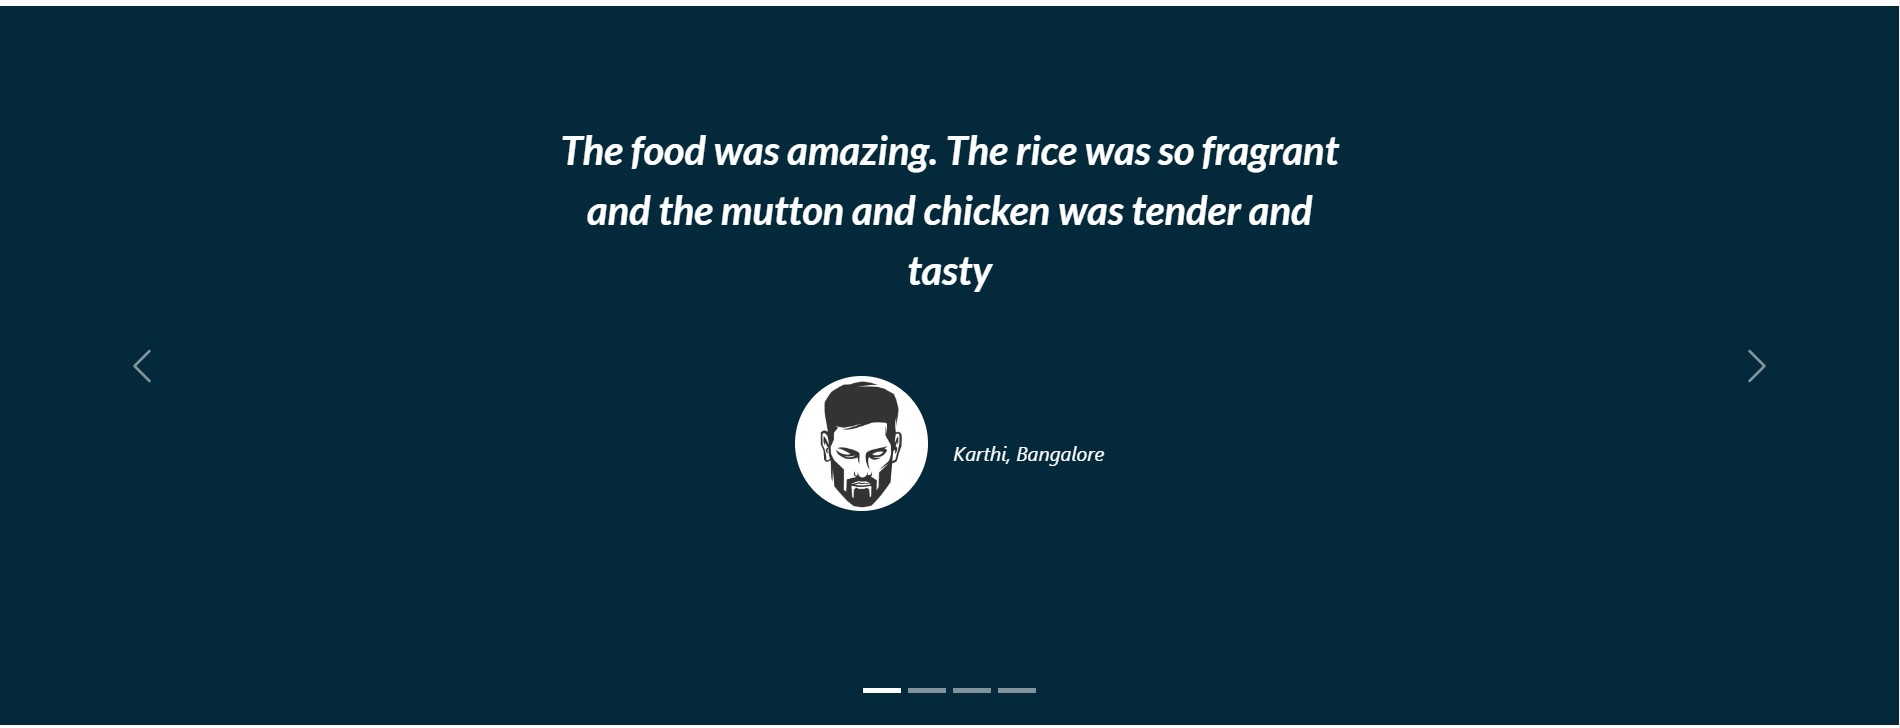 The food was amazing. The rice was so fragrant
and the mutton and chicken was tender and
tasty
Karthi, Bangalore